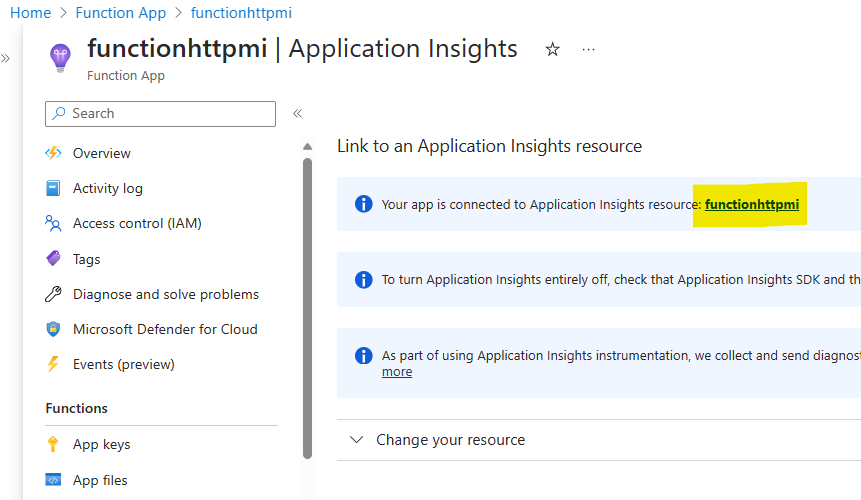 Home > Function App > functionhttpmi
functionhttpmi | Application Insights
Function App
Search
Overview
Activity log
Access control (IAM)
Tags
Diagnose and solve problems
Microsoft Defender for Cloud
Events (preview)
Functions
App keys
App files
Link to an Application Insights resource
Your app is connected to Application Insights resource: functionhttpmi
To turn Application Insights entirely off, check that Application Insights SDK and th
As part of using Application Insights instrumentation, we collect and send diagnost
more
Change your resource